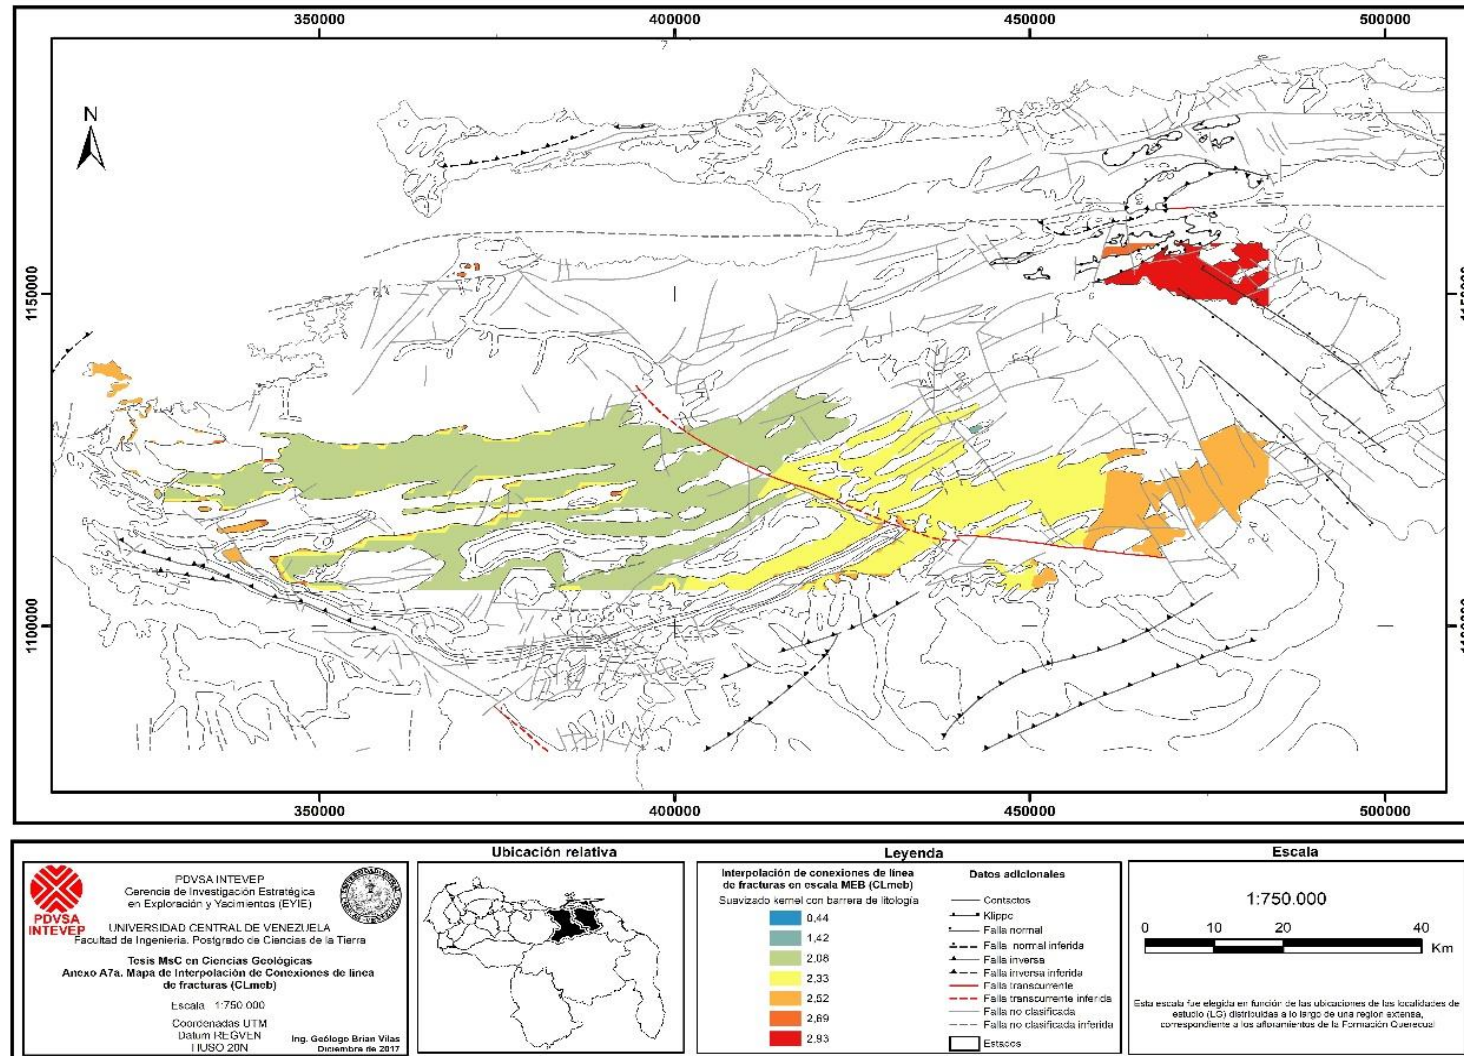 350000 400000 450000 500000
N
1150000
1150000
1100000
1100000
350000 400000 450000 500000
PDVSA
INTEVEP
PDVSA INTEVEP
Gerencia de Investigación Estratégica
en Exploración y Yacimientos (EYIE)
UNIVERSIDAD CENTRAL DE VENEZUELA
Facultad de Ingeniería. Postgrado de Ciencias de la Tierra
Tesis MsC en Ciencias Geológicas
Anexo A7a. Mapa de Interpolación de Conexiones de línea
de fracturas (CLmeb)
Escala 1:750 000
Coordenadas UTM
Datum REGVEN
HUSO 20N
Ing. Geólogo Brian Vilas
Diciembre de 2017
Ubicación relativa
Leyenda
Interpolación de conexiones de línea
de fracturas en escala MEB (CLmeb)
Suavizado kernel con barrera de litología
0,44
1,42
2,08
2,33
2,52
2,69
2,93
Datos adicionales
Contactos
Klippe
Falla normal
Falla normal inferida
Falla inversa
Falla inversa inferida
Falla transcurrente
Falla transcurrente inferida
Falla no clasificada
Falla no clasificada inferida
Estados
Escala
1:750.000
0 10 20 40
Km
Esta escala fue elegida en función de las ubicaciones de las localidades de
estudio (LG) distribuidas a lo largo de una región extensa,
correspondiente a los afloramientos de la Formación Querecual